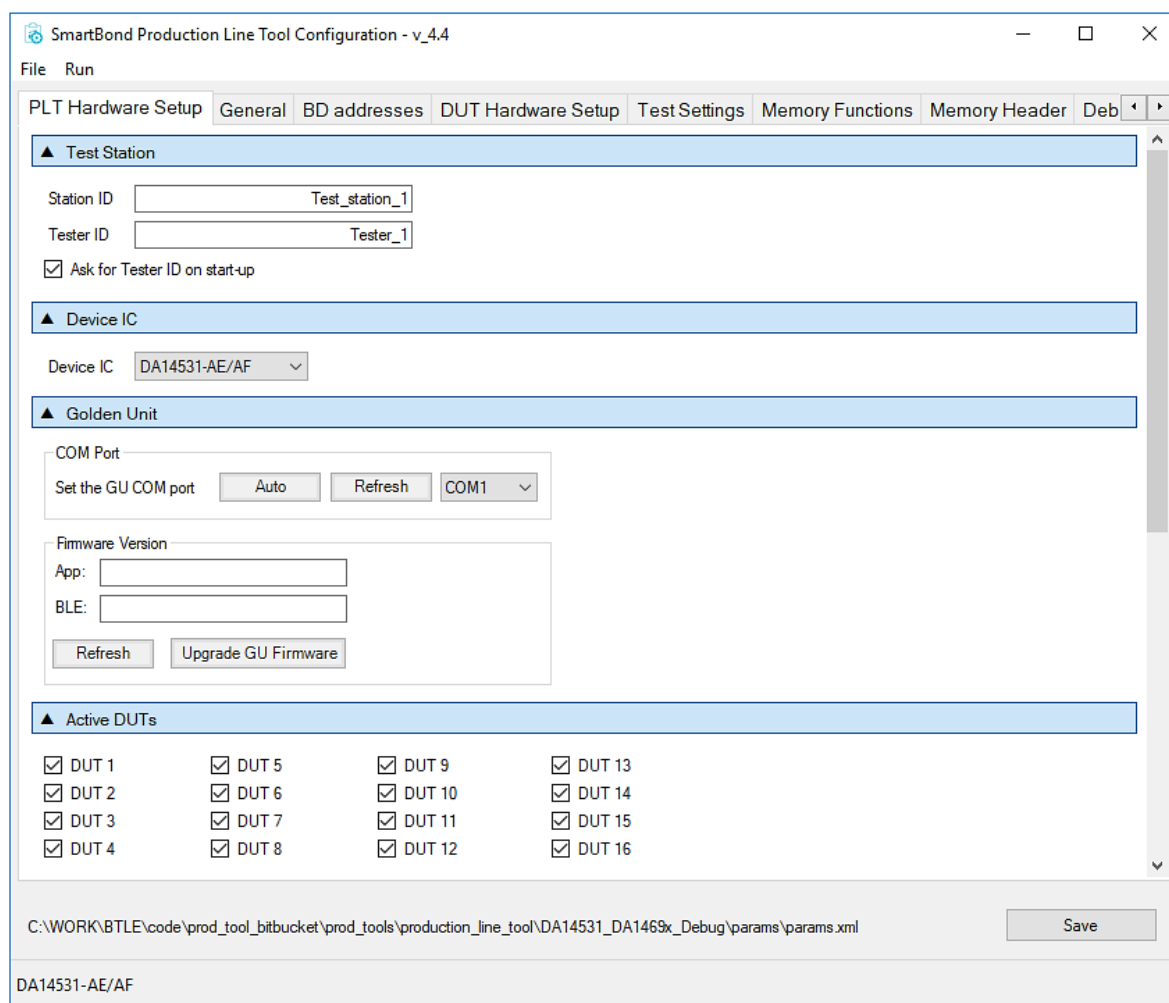 SmartBond Production Line Tool Configuration - v_4.4
File Run
PLT Hardware Setup General BD addresses DUT Hardware Setup Test Settings Memory Functions Memory Header Deb
Test Station
Station ID Test_station_1
Tester ID Tester_1
Ask for Tester ID on start-up
Device IC
Device IC DA14531-AE/AF
Golden Unit
COM Port
Set the GU COM port Auto Refresh COM1
Firmware Version
App:
BLE:
Refresh Upgrade GU Firmware
Active DUTs
DUT 1 DUT 5 DUT 9 DUT 13
DUT 2 DUT 6 DUT 10 DUT 14
DUT 3 DUT 7 DUT 11 DUT 15
DUT 4 DUT 8 DUT 12 DUT 16
C:\WORK\BTLE\code\prod_tool_bitbucket\prod_tools\production_line_tool\DA14531_DA1469x_Debug\params\params.xml Save
DA14531-AE/AF